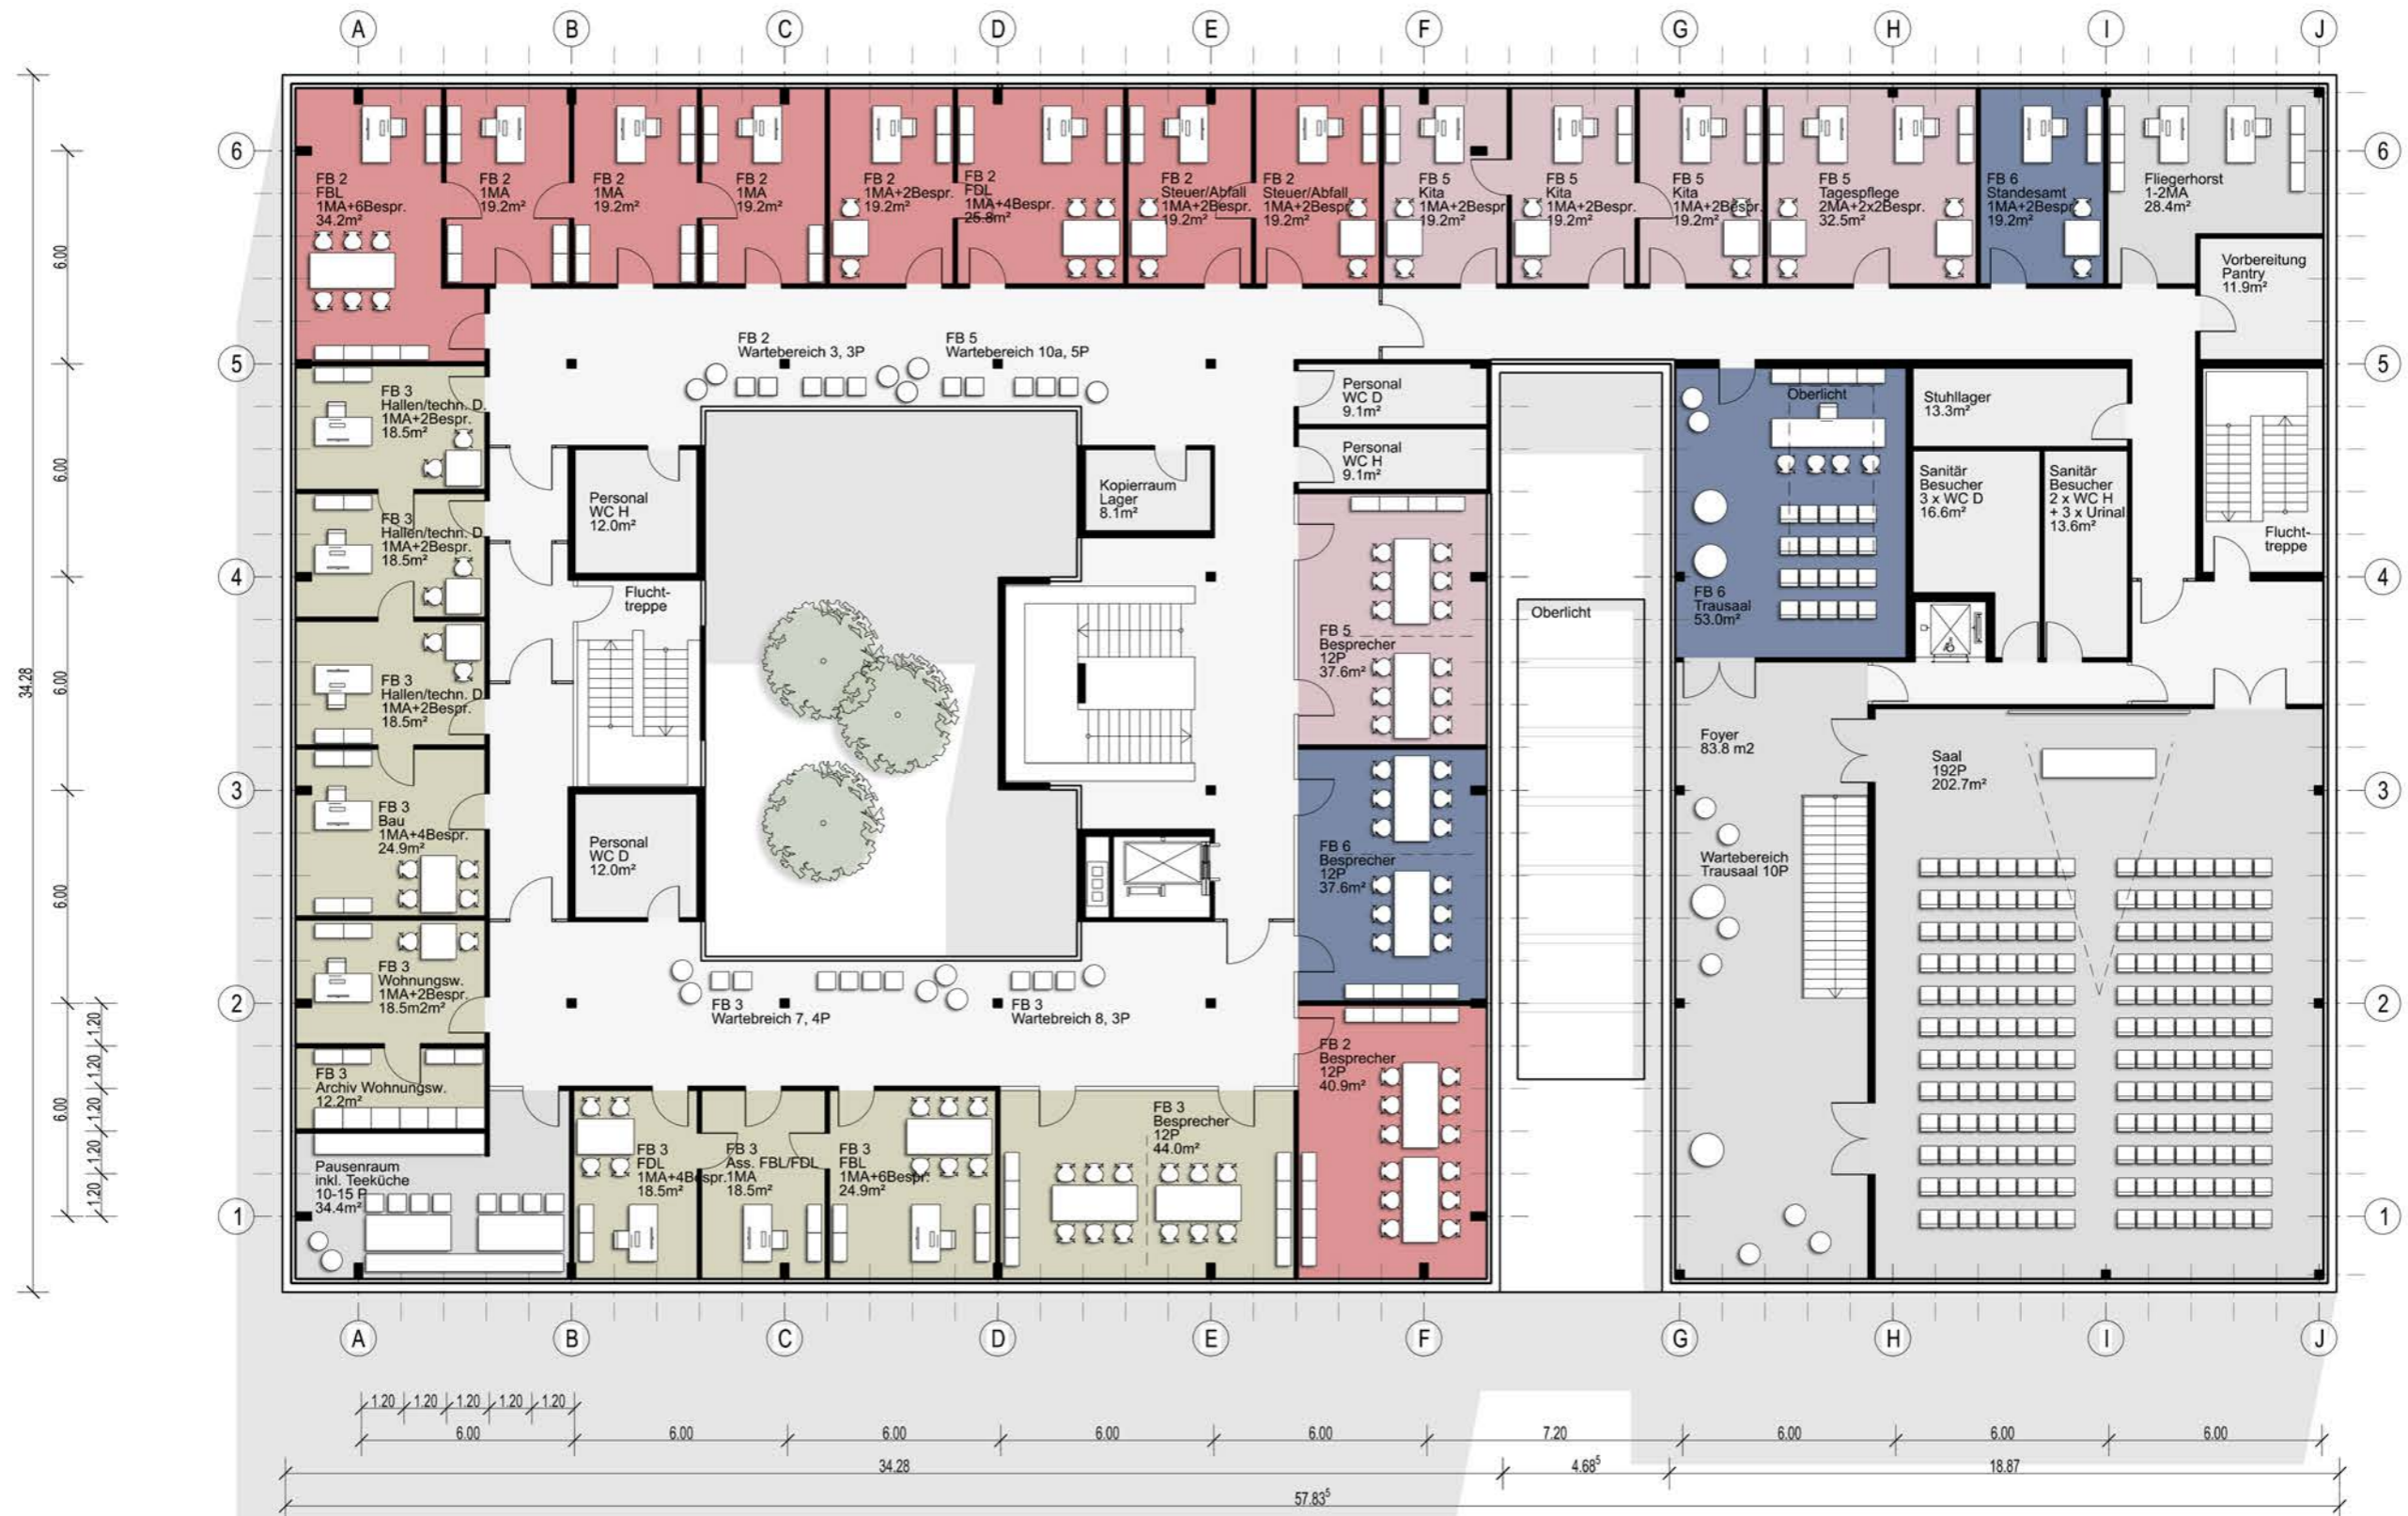 A B C D E F G H I J
6
FB 2
FBL
1MA+6Bespr.
34.2m²
FB 2
1MA
19.2m²
FB 2
1MA
19.2m²
FB 2
1MA
19.2m²
FB 2
1MA+2Bespr.
19.2m²
FB 2
FDL
1MA+4Bespr.
25.8m²
FB 2
Steuer/Abfall
1MA+2Bespr.
19.2m²
FB 2
Steuer/Abfall
1MA+2Bespr.
19.2m²
FB 5
Kita
1MA+2Bespr.
19.2m²
FB 5
Kita
1MA+2Bespr.
19.2m²
FB 5
Kita
1MA+2Bespr.
19.2m²
FB 5
Tagespflege
2MA+2x2Bespr.
32.5m²
FB 6
Standesamt
1MA+2Bespr.
19.2m²
Fliegerhorst
1-2MA
28.4m²
6
Vorbereitung
Pantry
11.9m²
6.00
FB 2
Wartebereich 3, 3P
FB 5
Wartebereich 10a, 5P
5
5
FB 3
Hallen/techn. D.
1MA+2Bespr.
18.5m²
Personal
WC D
9.1m²
Oberlicht
Stuhllager
13.3m²
6.00
Personal
WC H
9.1m²
Personal
WC H
12.0m²
Kopierraum
Lager
8.1m²
Sanitär
Besucher
3 x WC D
16.6m²
Sanitär
Besucher
2 x WC H
+ 3 x Urinal
13.6m²
Flucht-
treppe
FB 3
Hallen/techn. D.
1MA+2Bespr.
18.5m²
4
4
Flucht-
treppe
Oberlicht
FB 6
Trausaal
53.0m²
FB 5
Besprecher
12P
37.6m²
34.28
6.00
FB 3
Hallen/techn. D.
1MA+2Bespr.
18.5m²
Foyer
83.8 m2
Saal
192P
202.7m²
3
3
FB 3
Bau
1MA+4Bespr.
24.9m²
Personal
WC D
12.0m²
FB 6
Besprecher
12P
37.6m²
Wartebereich
Trausaal 10P
6.00
FB 3
Wohnungsw.
1MA+2Bespr.
18.5m2m²
2
2
FB 3
Wartebreich 7, 4P
FB 3
Wartebreich 8, 3P
1.20
1.20
1.20
1.20
1.20
6.00
FB 2
Besprecher
12P
40.9m²
FB 3
Archiv Wohnungsw.
12.2m²
FB 3
Besprecher
12P
44.0m²
FB 3
FDL
1MA+4Bespr.
18.5m²
FB 3
Ass. FBL/FDL
1MA
18.5m²
FB 3
FBL
1MA+6Bespr.
24.9m²
Pausenraum
inkl. Teeküche
10-15 P
34.4m²
1
1
A B C D E F G H I J
1.20 1.20 1.20 1.20 1.20
6.00 6.00 6.00 6.00 6.00 7.20 6.00 6.00 6.00
34.28 4.68⁵ 18.87
57.83⁵